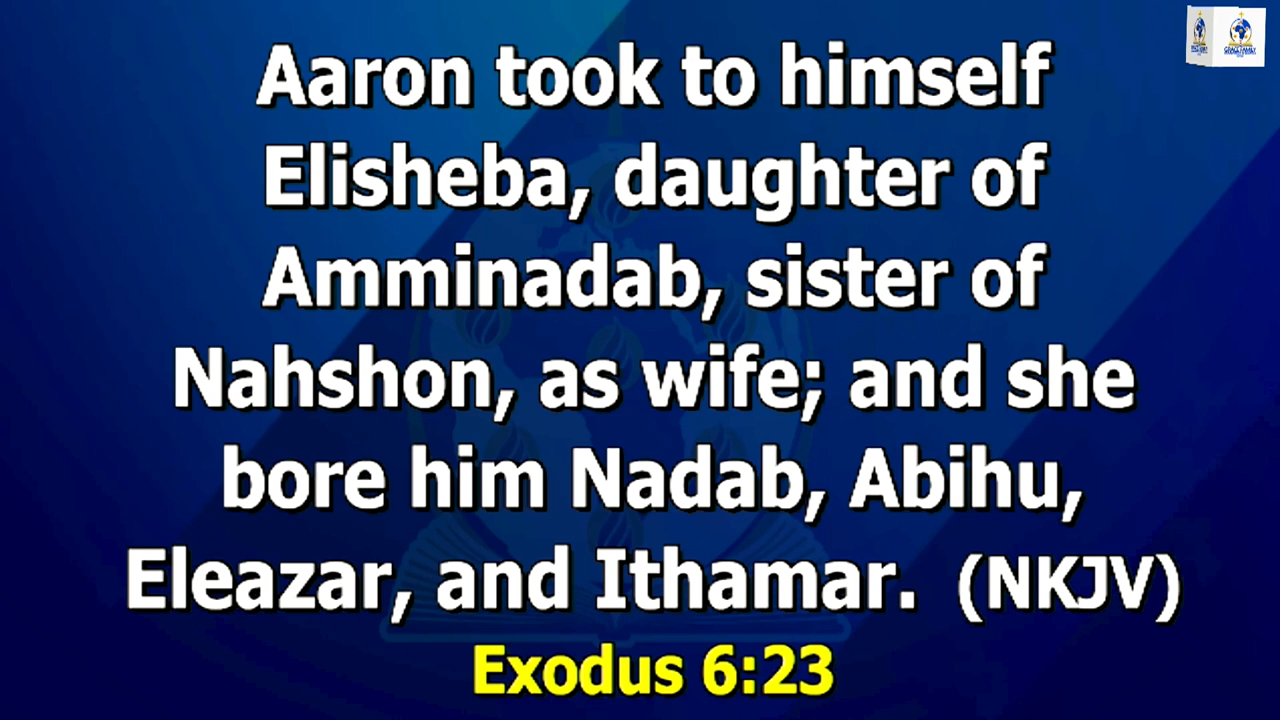 Aaron took to himself
Elisheba, daughter of
Amminadab, sister of
Nahshon, as wife; and she
bore him Nadab, Abihu,
Eleazar, and Ithamar. (NKJV)
Exodus 6:23